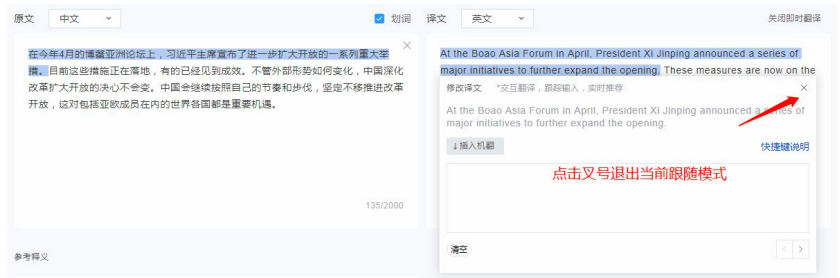 原文 中文 划词 译文 英文 关闭即时翻译
在今年4月的博鳌亚洲论坛上，习近平主席宣布了进一步扩大开放的一系列重大举
措。目前这些措施正在落地，有的已经见到成效。不管外部形势如何变化，中国深化
改革扩大开放的决心不会变。中国会继续按照自己的节奏和步伐，坚定不移推进改革
开放，这对包括亚欧成员在内的世界各国都是重要机遇。
135/2000
参考释义
At the Boao Asia Forum in April, President Xi Jinping announced a series of
major initiatives to further expand the opening. These measures are now on the
修改译文 *交互翻译，跟踪输入，实时推荐
At the Boao Asia Forum in April, President Xi Jinping announced a series of
major initiatives to further expand the opening.
↓插入机翻 快捷键说明
点击叉号退出当前跟随模式
清空